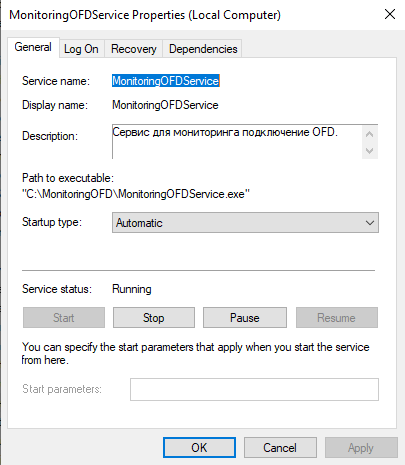 MonitoringOFDService Properties (Local Computer)
General Log On Recovery Dependencies
Service name: MonitoringOFDService
Display name: MonitoringOFDService
Description: Сервис для мониторинга подключение OFD.
Path to executable:
"C:\MonitoringOFD\MonitoringOFDService.exe"
Startup type: Automatic
Service status: Running
Start Stop Pause Resume
You can specify the start parameters that apply when you start the service
from here.
Start parameters:
OK Cancel Apply